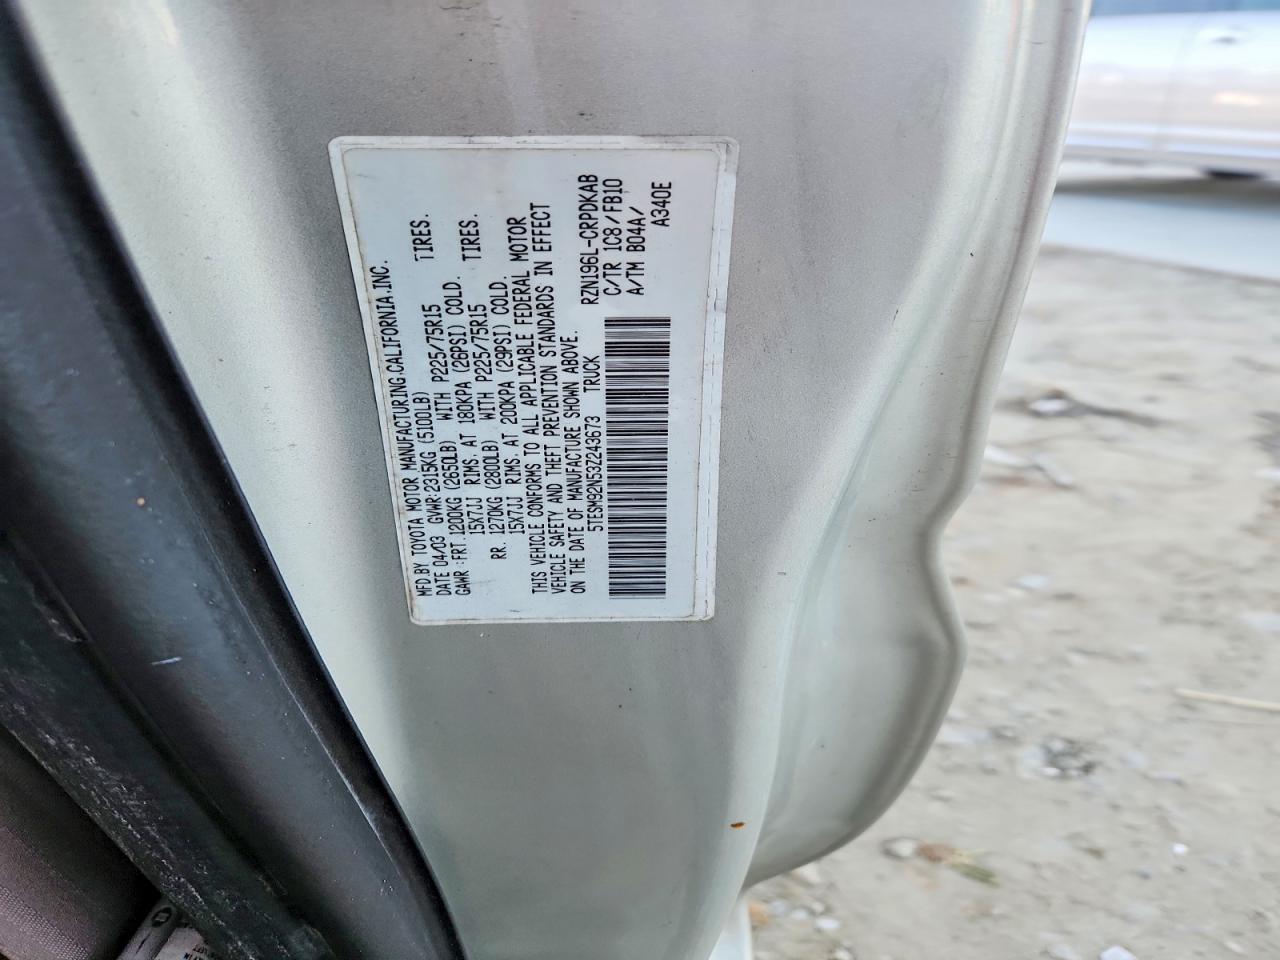 MFD.BY TOYOTA MOTOR MANUFACTURING.CALIFORNIA.INC.
DATE 04/03 GVWR:2315KG (5100LB)
GAWR :FRT.1200KG (2650LB) WITH P225/75R15 TIRES.
15X7JJ RIMS. AT 180KPA (26PSI) COLD.
RR. 1270KG (2800LB) WITH P225/75R15 TIRES.
15X7JJ RIMS. AT 200KPA (29PSI) COLD.
THIS VEHICLE CONFORMS TO ALL APPLICABLE FEDERAL MOTOR
VEHICLE SAFETY AND THEFT PREVENTION STANDARDS IN EFFECT
ON THE DATE OF MANUFACTURE SHOWN ABOVE.
5TESM92N53Z243673 TRUCK
RZN196L-CRPDKAB
C/TR 1C8/FB10
A/TM B04A/
A340E